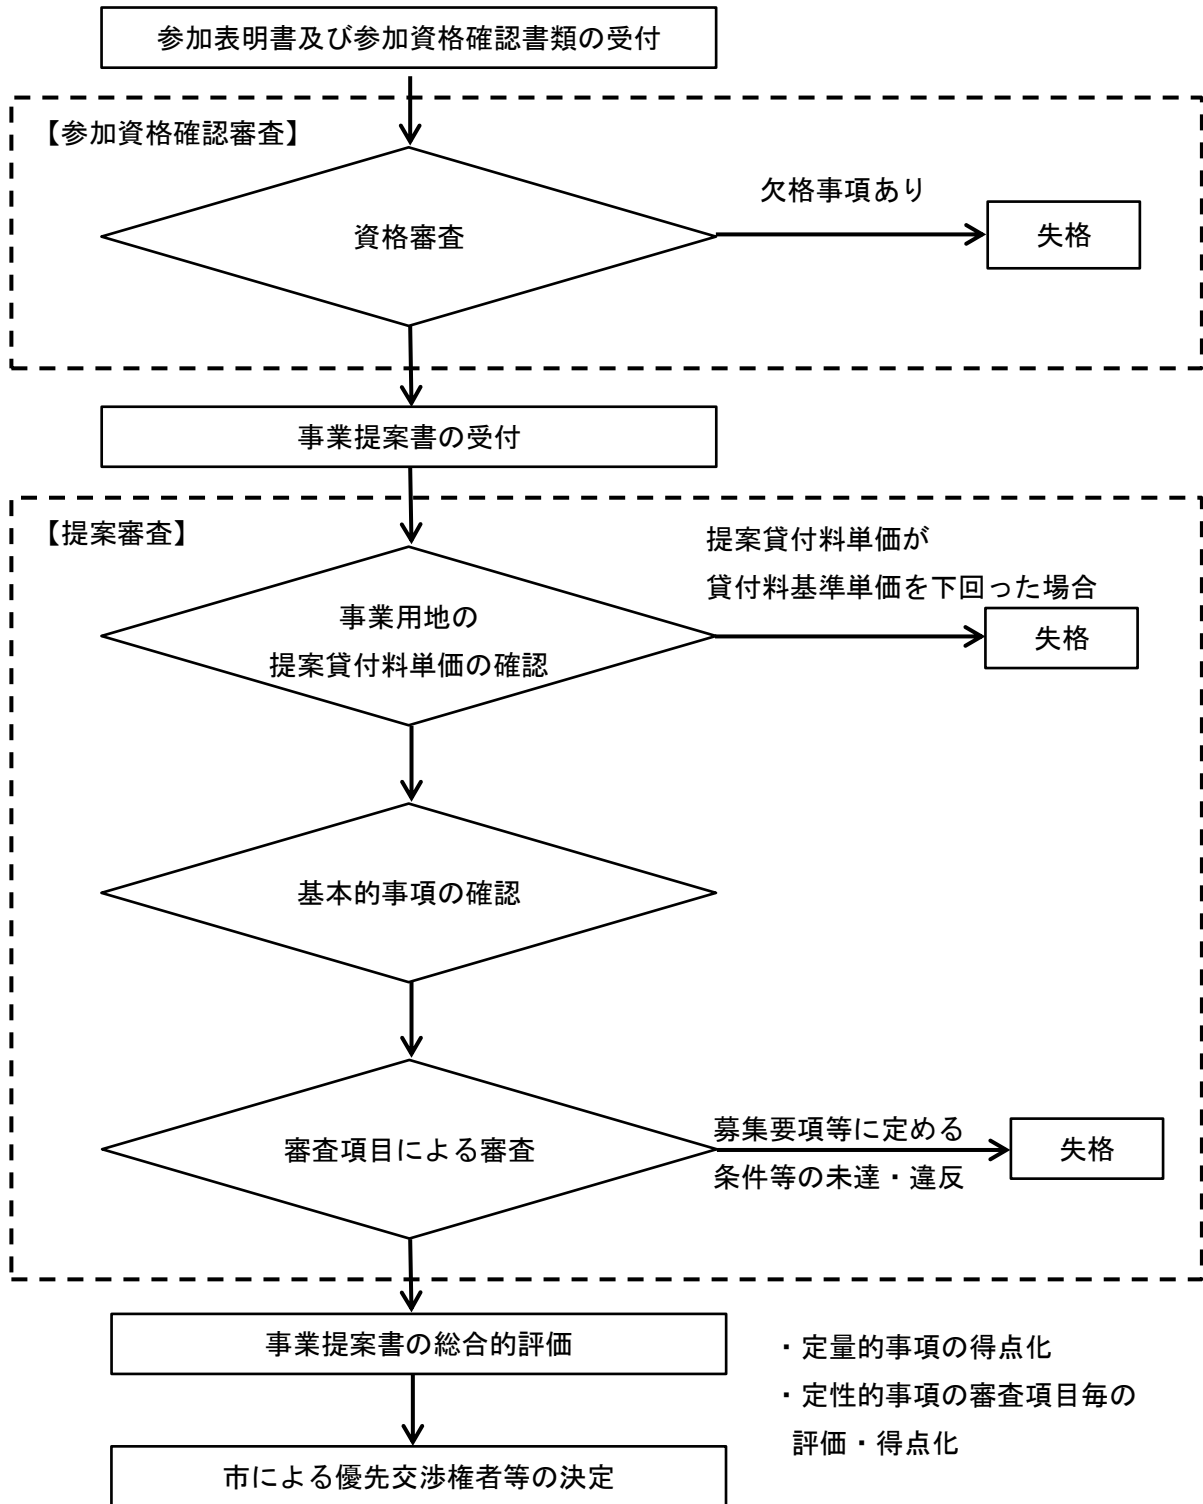 参加表明書及び参加資格確認書類の受付
【参加資格確認審査】
欠格事項あり
資格審査
失格
事業提案書の受付
【提案審査】
提案貸付料単価が
貸付料基準単価を下回った場合
事業用地の
提案貸付料単価の確認
失格
基本的事項の確認
審査項目による審査
募集要項等に定める
条件等の未達・違反
失格
事業提案書の総合的評価
・定量的事項の得点化
・定性的事項の審査項目毎の
評価・得点化
市による優先交渉権者等の決定